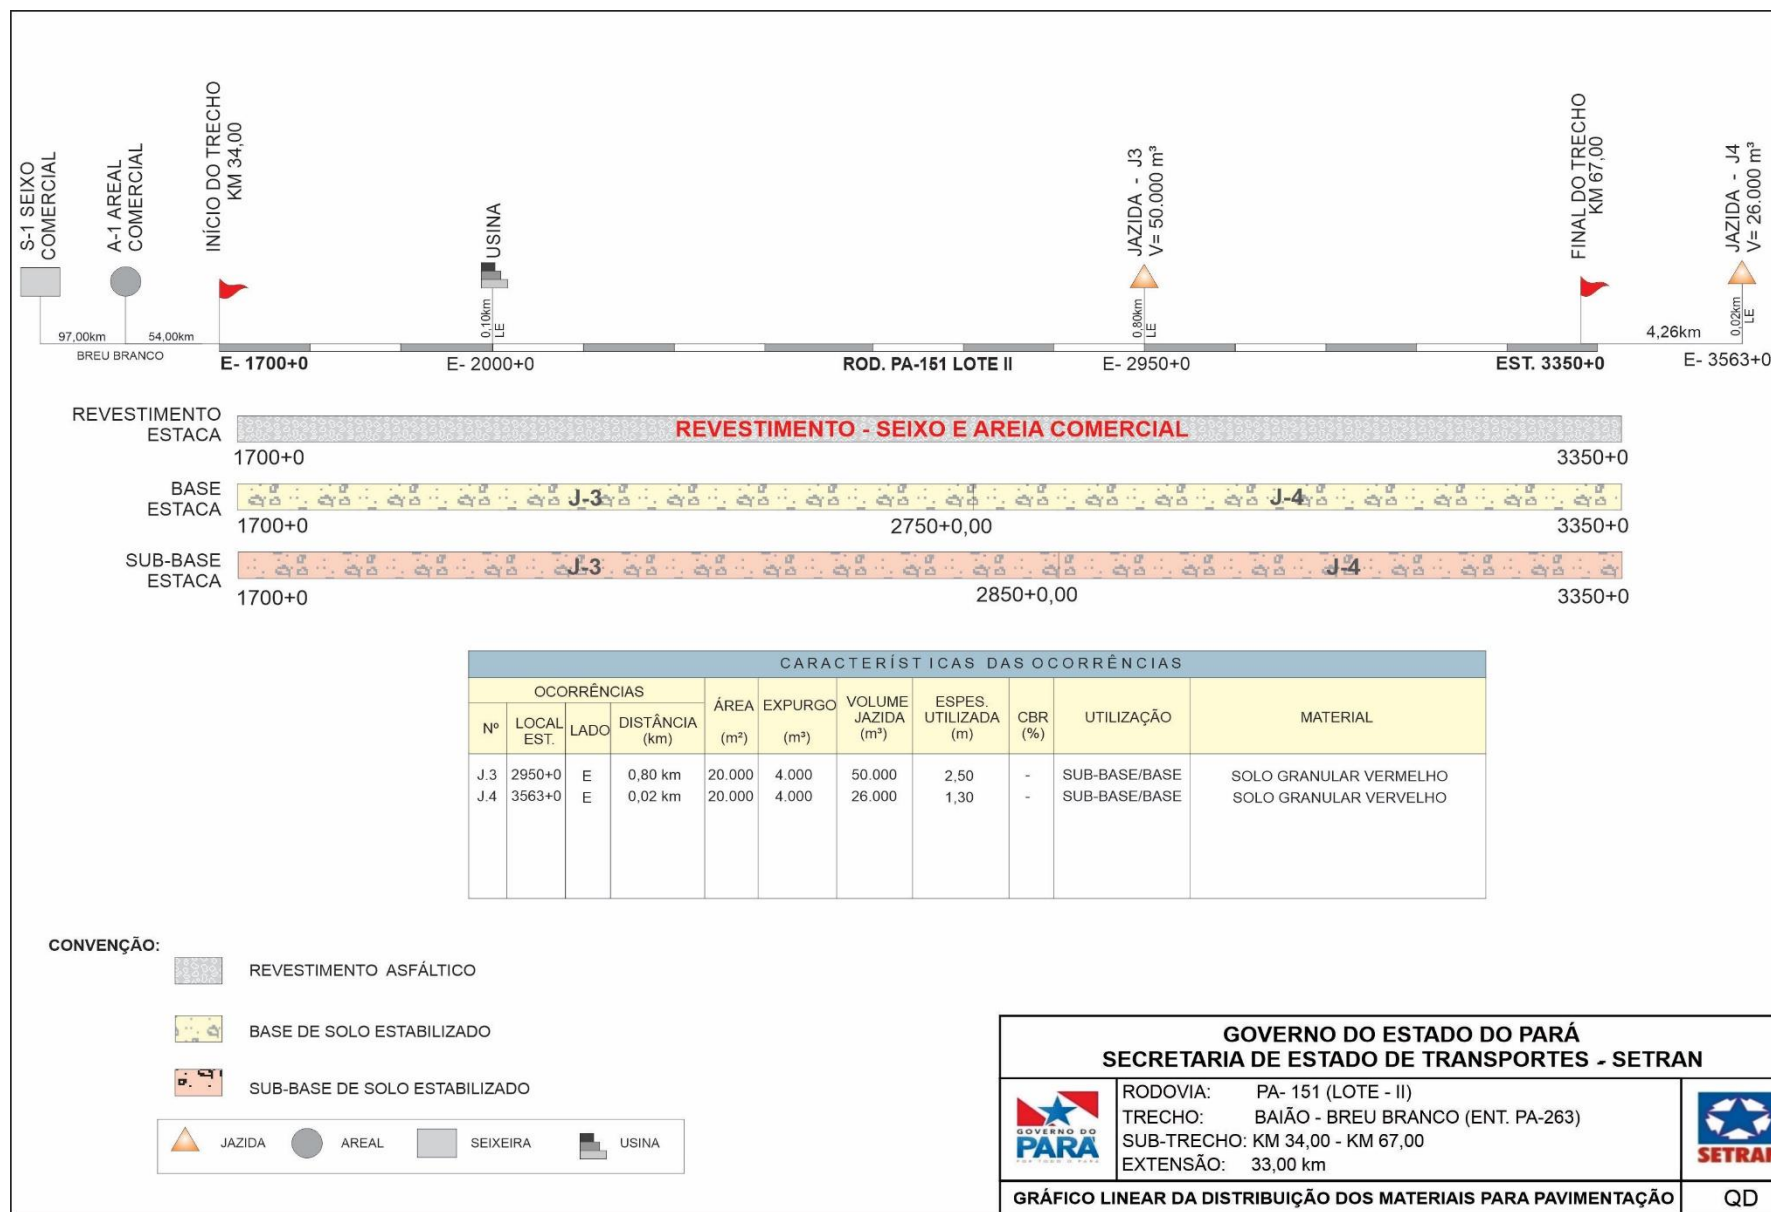 S-1 SEIXO
COMERCIAL
A-1 AREAL
COMERCIAL
INÍCIO DO TRECHO
KM 34,00
USINA
JAZIDA - J3
V= 50.000 m³
FINAL DO TRECHO
KM 67,00
JAZIDA - J4
V= 26.000 m³
0,10km
LE
0,80km
LE
0,02km
LE
97,00km
54,00km
4,26km
BREU BRANCO
E- 1700+0
E- 2000+0
ROD. PA-151 LOTE II
E- 2950+0
EST. 3350+0
E- 3563+0
REVESTIMENTO
ESTACA
REVESTIMENTO - SEIXO E AREIA COMERCIAL
1700+0
3350+0
BASE
ESTACA
J-3
J-4
1700+0
2750+0,00
3350+0
SUB-BASE
ESTACA
J-3
J-4
1700+0
2850+0,00
3350+0
CARACTERÍSTICAS DAS OCORRÊNCIAS
OCORRÊNCIAS
Nº
LOCAL
EST.
LADO
DISTÂNCIA
(km)
ÁREA
(m²)
EXPURGO
(m³)
VOLUME
JAZIDA
(m³)
ESPES.
UTILIZADA
(m)
CBR
(%)
UTILIZAÇÃO
MATERIAL
J.3 2950+0 E 0,80 km 20.000 4.000 50.000 2,50 - SUB-BASE/BASE SOLO GRANULAR VERMELHO
J.4 3563+0 E 0,02 km 20.000 4.000 26.000 1,30 - SUB-BASE/BASE SOLO GRANULAR VERVELHO
CONVENÇÃO:
REVESTIMENTO ASFÁLTICO
BASE DE SOLO ESTABILIZADO
SUB-BASE DE SOLO ESTABILIZADO
JAZIDA
AREAL
SEIXEIRA
USINA
GOVERNO DO ESTADO DO PARÁ
SECRETARIA DE ESTADO DE TRANSPORTES - SETRAN
GOVERNO DO
PARÁ
POR TODO O PARÁ
RODOVIA: PA- 151 (LOTE - II)
TRECHO: BAIÃO - BREU BRANCO (ENT. PA-263)
SUB-TRECHO: KM 34,00 - KM 67,00
EXTENSÃO: 33,00 km
SETRAN
GRÁFICO LINEAR DA DISTRIBUIÇÃO DOS MATERIAIS PARA PAVIMENTAÇÃO
QD